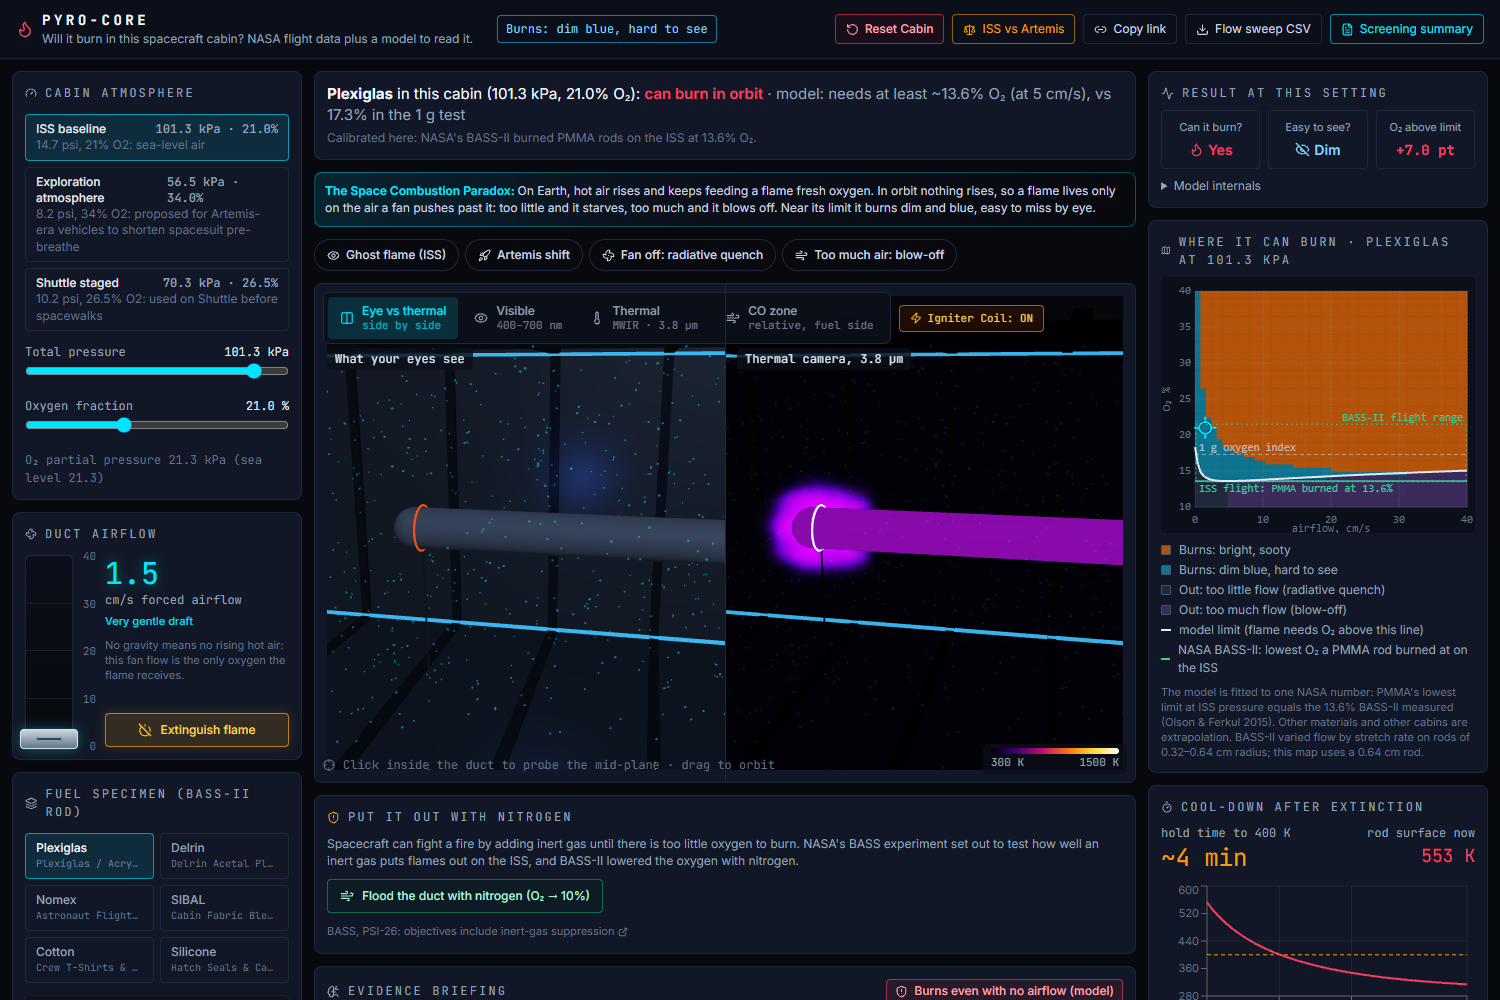 PYRO-CORE
Will it burn in this spacecraft cabin? NASA flight data plus a model to read it.
Burns: dim blue, hard to see
Reset Cabin
ISS vs Artemis
Copy link
Flow sweep CSV
Screening summary
CABIN ATMOSPHERE
ISS baseline 101.3 kPa · 21.0%
14.7 psi, 21% O2: sea-level air
Exploration atmosphere 56.5 kPa · 34.0%
8.2 psi, 34% O2: proposed for Artemis-
era vehicles to shorten spacesuit pre-
breathe
Shuttle staged 70.3 kPa · 26.5%
10.2 psi, 26.5% O2: used on Shuttle before
spacewalks
Total pressure 101.3 kPa
Oxygen fraction 21.0 %
O₂ partial pressure 21.3 kPa (sea
level 21.3)
DUCT AIRFLOW
40
30
20
10
0
1.5
cm/s forced airflow
Very gentle draft
No gravity means no rising hot air:
this fan flow is the only oxygen the
flame receives.
Extinguish flame
FUEL SPECIMEN (BASS-II
ROD)
Plexiglas
Plexiglas / Acry…
Delrin
Delrin Acetal Pl…
Nomex
Astronaut Flight…
SIBAL
Cabin Fabric Ble…
Cotton
Crew T-Shirts & …
Silicone
Hatch Seals & Ca…
Plexiglas in this cabin (101.3 kPa, 21.0% O₂): can burn in orbit · model: needs at least ~13.6% O₂ (at 5 cm/s), vs
17.3% in the 1 g test
Calibrated here: NASA's BASS-II burned PMMA rods on the ISS at 13.6% O₂.
The Space Combustion Paradox: On Earth, hot air rises and keeps feeding a flame fresh oxygen. In orbit nothing rises, so a flame lives only
on the air a fan pushes past it: too little and it starves, too much and it blows off. Near its limit it burns dim and blue, easy to miss by eye.
Ghost flame (ISS)
Artemis shift
Fan off: radiative quench
Too much air: blow-off
Eye vs thermal
side by side
Visible
400–700 nm
Thermal
MWIR · 3.8 µm
CO zone
relative, fuel side
Igniter Coil: ON
What your eyes see
Thermal camera, 3.8 µm
Click inside the duct to probe the mid-plane · drag to orbit
300 K 1500 K
PUT IT OUT WITH NITROGEN
Spacecraft can fight a fire by adding inert gas until there is too little oxygen to burn. NASA's BASS experiment set out to test how well an
inert gas puts flames out on the ISS, and BASS-II lowered the oxygen with nitrogen.
Flood the duct with nitrogen (O₂ → 10%)
BASS, PSI-26: objectives include inert-gas suppression
EVIDENCE BRIEFING
Burns even with no airflow (model)
RESULT AT THIS SETTING
Can it burn?
Yes
Easy to see?
Dim
O₂ above limit
+7.0 pt
Model internals
WHERE IT CAN BURN · PLEXIGLAS
AT 101.3 KPA
40
35
30
25
20
15
10
O₂ %
BASS-II flight range
1 g oxygen index
ISS flight: PMMA burned at 13.6%
0 10 20 30 40
airflow, cm/s
Burns: bright, sooty
Burns: dim blue, hard to see
Out: too little flow (radiative quench)
Out: too much flow (blow-off)
model limit (flame needs O₂ above this line)
NASA BASS-II: lowest O₂ a PMMA rod burned at on
the ISS
The model is fitted to one NASA number: PMMA's lowest
limit at ISS pressure equals the 13.6% BASS-II measured
(Olson & Ferkul 2015). Other materials and other cabins are
extrapolation. BASS-II varied flow by stretch rate on rods of
0.32–0.64 cm radius; this map uses a 0.64 cm rod.
COOL-DOWN AFTER EXTINCTION
hold time to 400 K rod surface now
~4 min 553 K
600
520
440
360
280